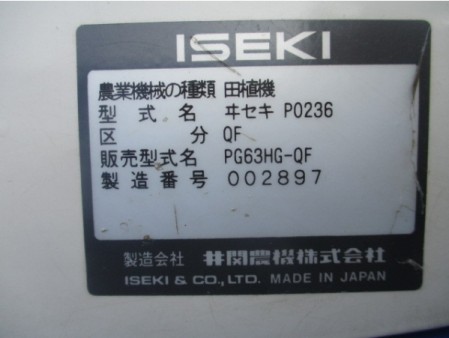 ISEKI
農業機械の種類 田植機
型式名 ヰセキ PO236
区分 QF
販売型式名 PG63HG-QF
製造番号 002897
製造会社 井関農機株式会社
ISEKI & CO., LTD. MADE IN JAPAN